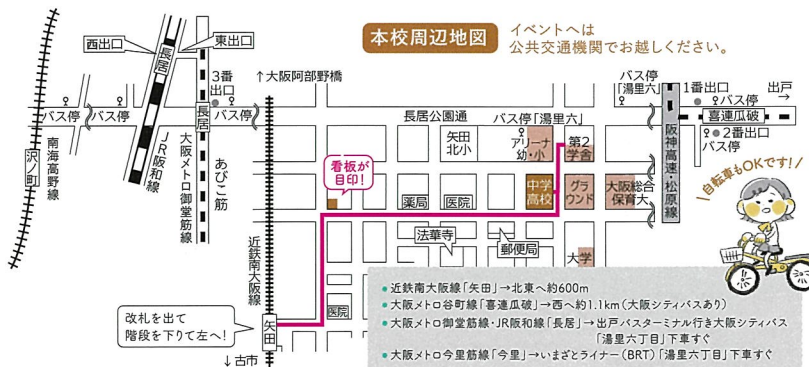 本校周辺地図
イベントへは
公共交通機関でお越しください。
西出口
東出口
長居
3番
出口
↑大阪阿部野橋
バス停
バス停
長居
バス停
長居公園通
バス停「湯里六」
バス停
「湯里六」
1番出口
出戸
→
バス停
喜連瓜破
2番出口
バス停
沢ノ町
南海高野線
JR阪和線
大阪メトロ御堂筋線
あびこ筋
矢田
北小
アリーナ
幼・小
第2
学舎
阪神高速・松原線
看板が
目印!
薬局
医院
中学
高校
グラ
ウンド
大阪総合
保育大
自転車もOKです!
近鉄南大阪線
法華寺
郵便局
大学
医院
改札を出て
階段を下りて左へ!
矢田
↓古市
●近鉄南大阪線「矢田」→北東へ約600m
●大阪メトロ谷町線「喜連瓜破」→西へ約1.1km(大阪シティバスあり)
●大阪メトロ御堂筋線・JR阪和線「長居」→出戸バスターミナル行き大阪シティバス
「湯里六丁目」下車すぐ
●大阪メトロ今里筋線「今里」→いまざとライナー(BRT)「湯里六丁目」下車すぐ